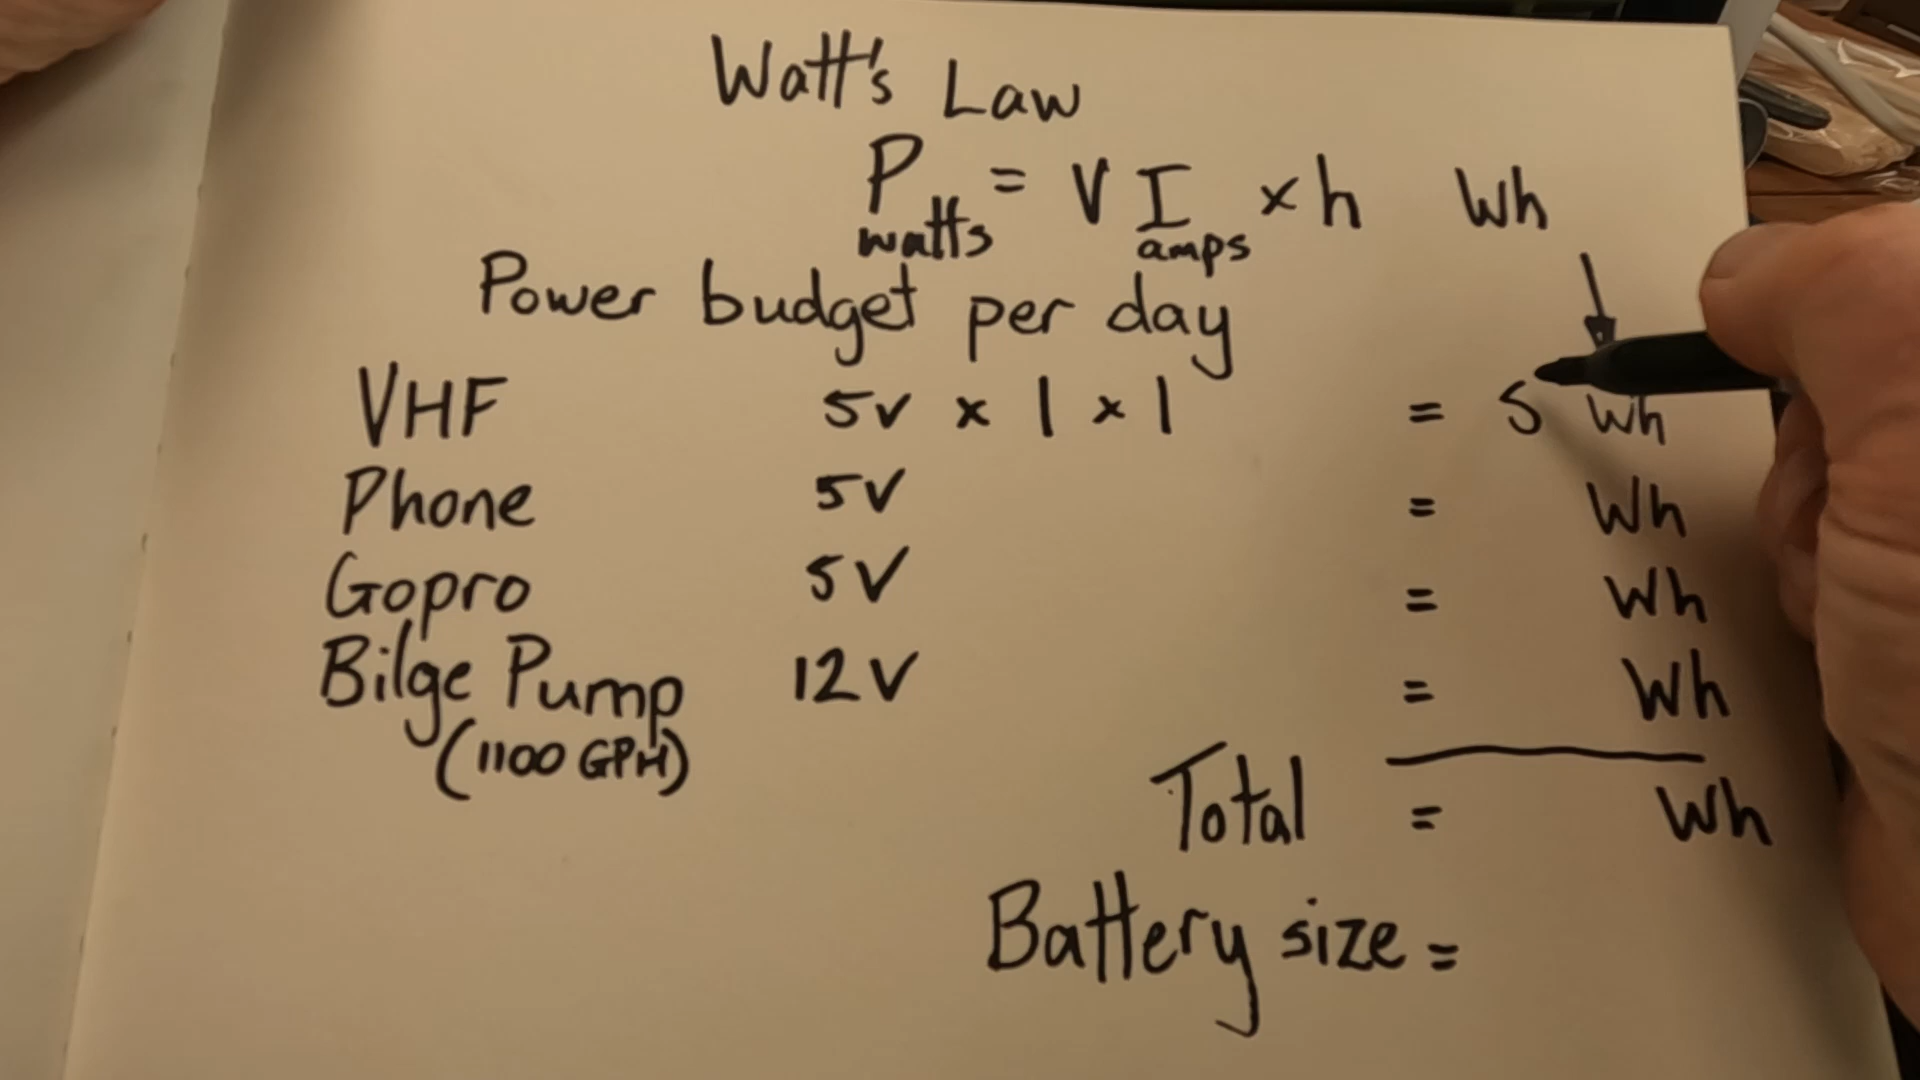 Watt's Law
P watts = V I amps × h Wh
Power budget per day
VHF 5V × 1 × 1 = 5 Wh
Phone 5V = Wh
Gopro 5V = Wh
Bilge Pump 12V = Wh
(1100 GPH)
Total = Wh
Battery size =